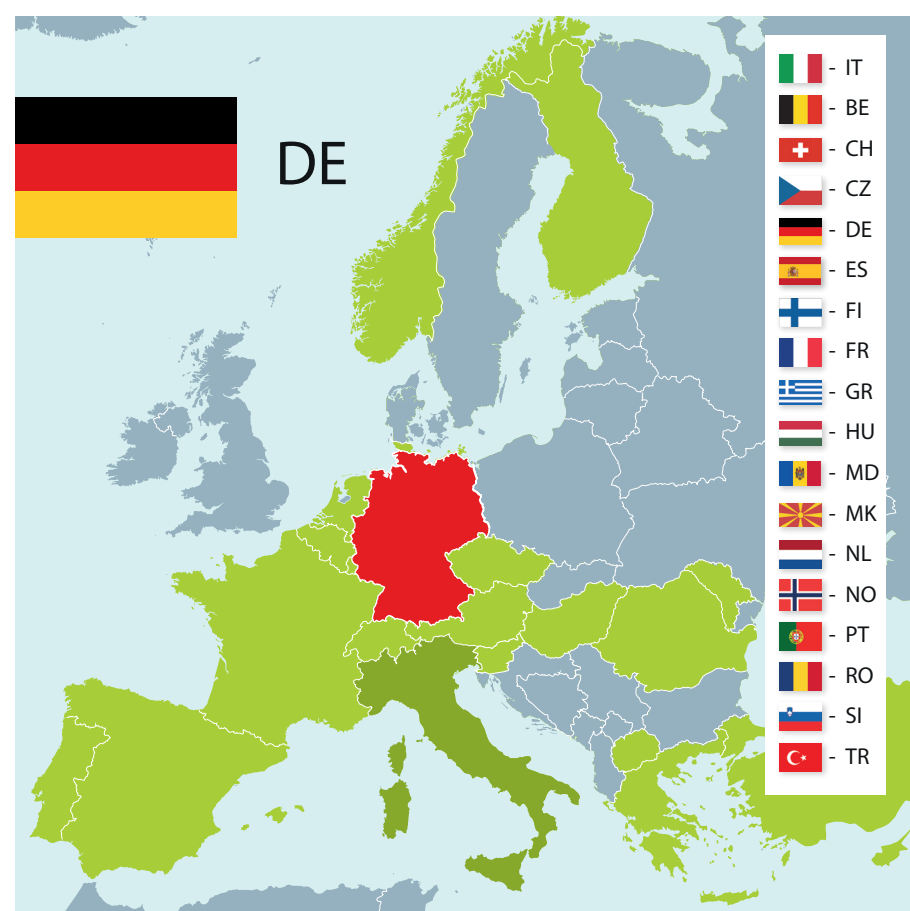 DE
- IT
- BE
- CH
- CZ
- DE
- ES
- FI
- FR
- GR
- HU
- MD
- MK
- NL
- NO
- PT
- RO
- SI
- TR